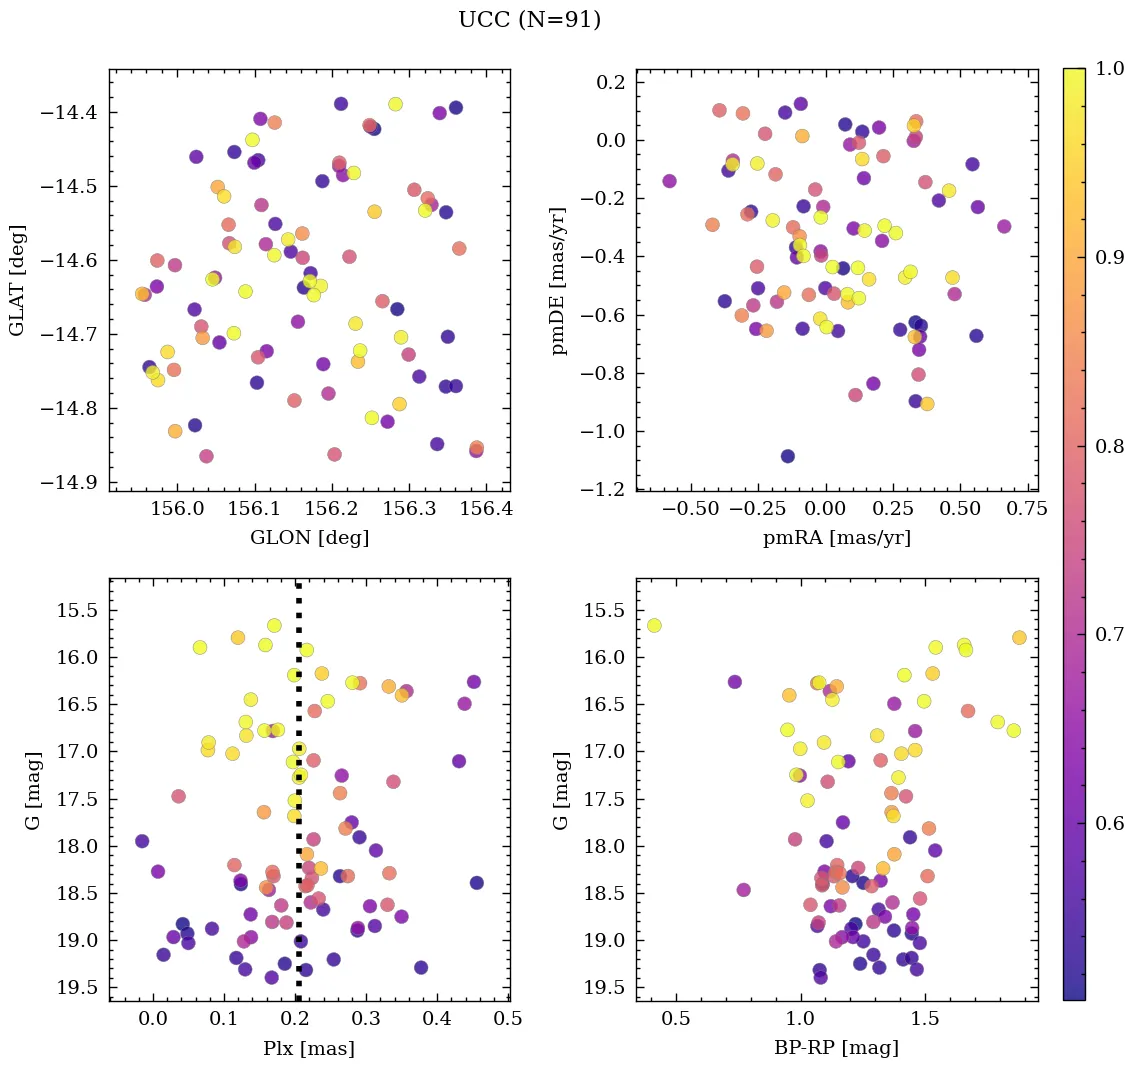 UCC (N=91)
−14.4
−14.5
−14.6
−14.7
−14.8
−14.9
GLAT [deg]
156.0 156.1 156.2 156.3 156.4
GLON [deg]
0.2
0.0
−0.2
−0.4
−0.6
−0.8
−1.0
−1.2
pmDE [mas/yr]
−0.50 −0.25 0.00 0.25 0.50 0.75
pmRA [mas/yr]
15.5
16.0
16.5
17.0
17.5
18.0
18.5
19.0
19.5
G [mag]
0.0 0.1 0.2 0.3 0.4 0.5
Plx [mas]
15.5
16.0
16.5
17.0
17.5
18.0
18.5
19.0
19.5
G [mag]
0.5 1.0 1.5
BP-RP [mag]
1.0
0.9
0.8
0.7
0.6